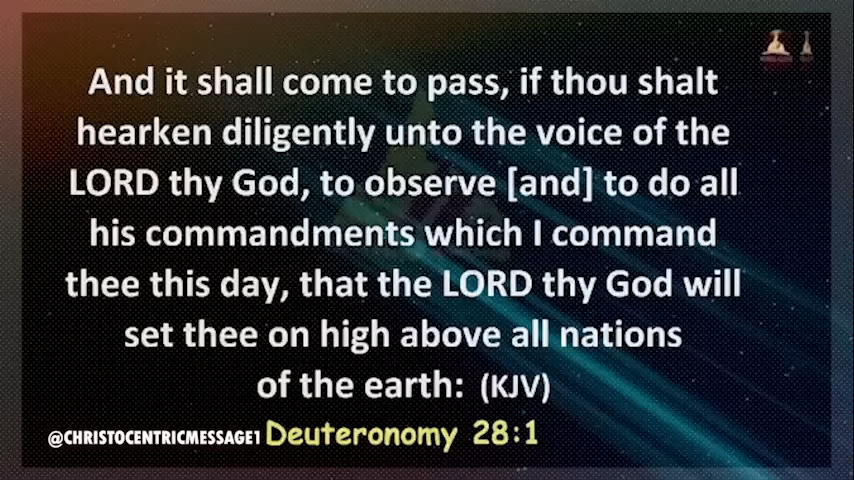 And it shall come to pass, if thou shalt
hearken diligently unto the voice of the
LORD thy God, to observe [and] to do all
his commandments which I command
thee this day, that the LORD thy God will
set thee on high above all nations
of the earth: (KJV)
@CHRISTOCENTRICMESSAGE1 Deuteronomy 28:1